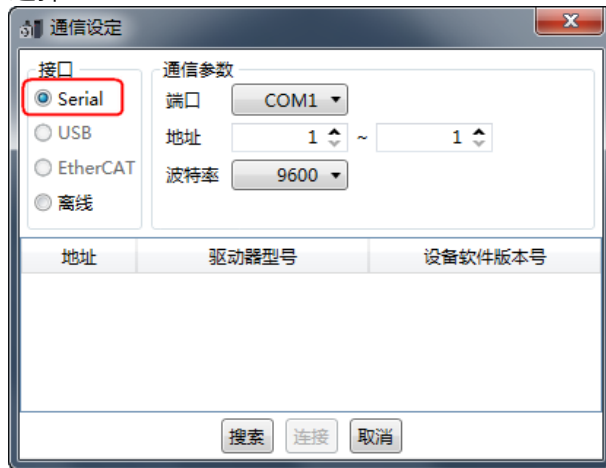 通信设定
接口
Serial
USB
EtherCAT
离线
通信参数
端口 COM1
地址 1 ~ 1
波特率 9600
地址 驱动器型号 设备软件版本号
搜索 连接 取消